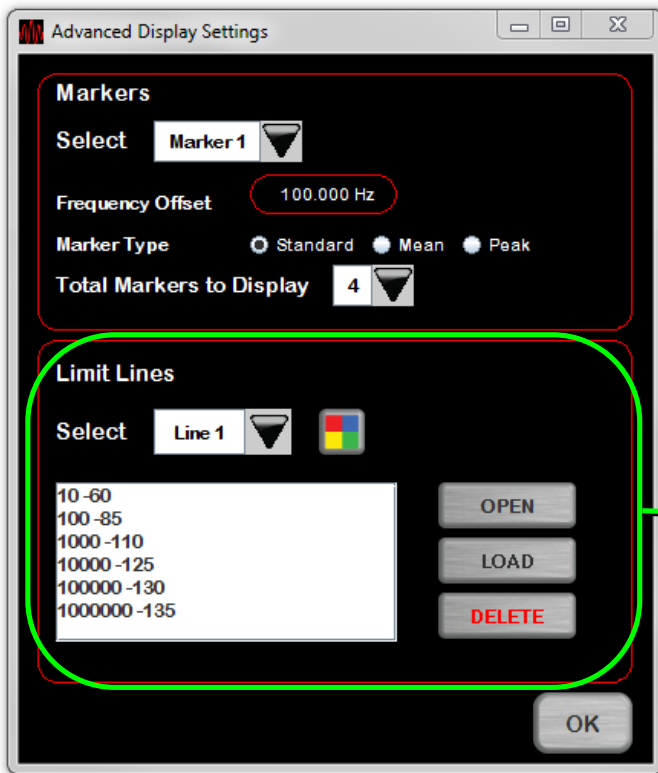 Advanced Display Settings
Markers
Select Marker 1
Frequency Offset 100.000 Hz
Marker Type Standard Mean Peak
Total Markers to Display 4
Limit Lines
Select Line 1
10 -60
100 -85
1000 -110
10000 -125
100000 -130
1000000 -135
OPEN
LOAD
DELETE
OK